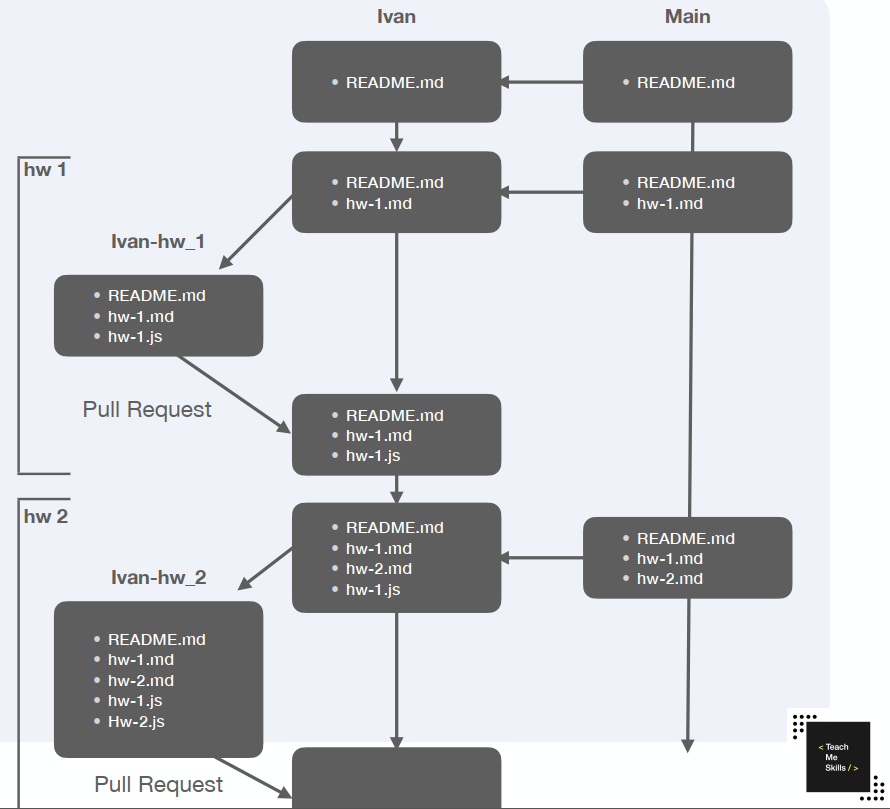 Ivan
Main
• README.md
• README.md
hw 1
• README.md
• hw-1.md
• README.md
• hw-1.md
Ivan-hw_1
• README.md
• hw-1.md
• hw-1.js
Pull Request
• README.md
• hw-1.md
• hw-1.js
hw 2
• README.md
• hw-1.md
• hw-2.md
• hw-1.js
• README.md
• hw-1.md
• hw-2.md
Ivan-hw_2
• README.md
• hw-1.md
• hw-2.md
• hw-1.js
• Hw-2.js
Pull Request
< Teach
Me
Skills / >